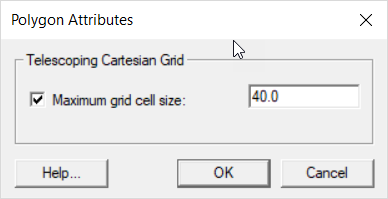 Polygon Attributes
Telescoping Cartesian Grid
Maximum grid cell size: 40.0
Help... OK Cancel